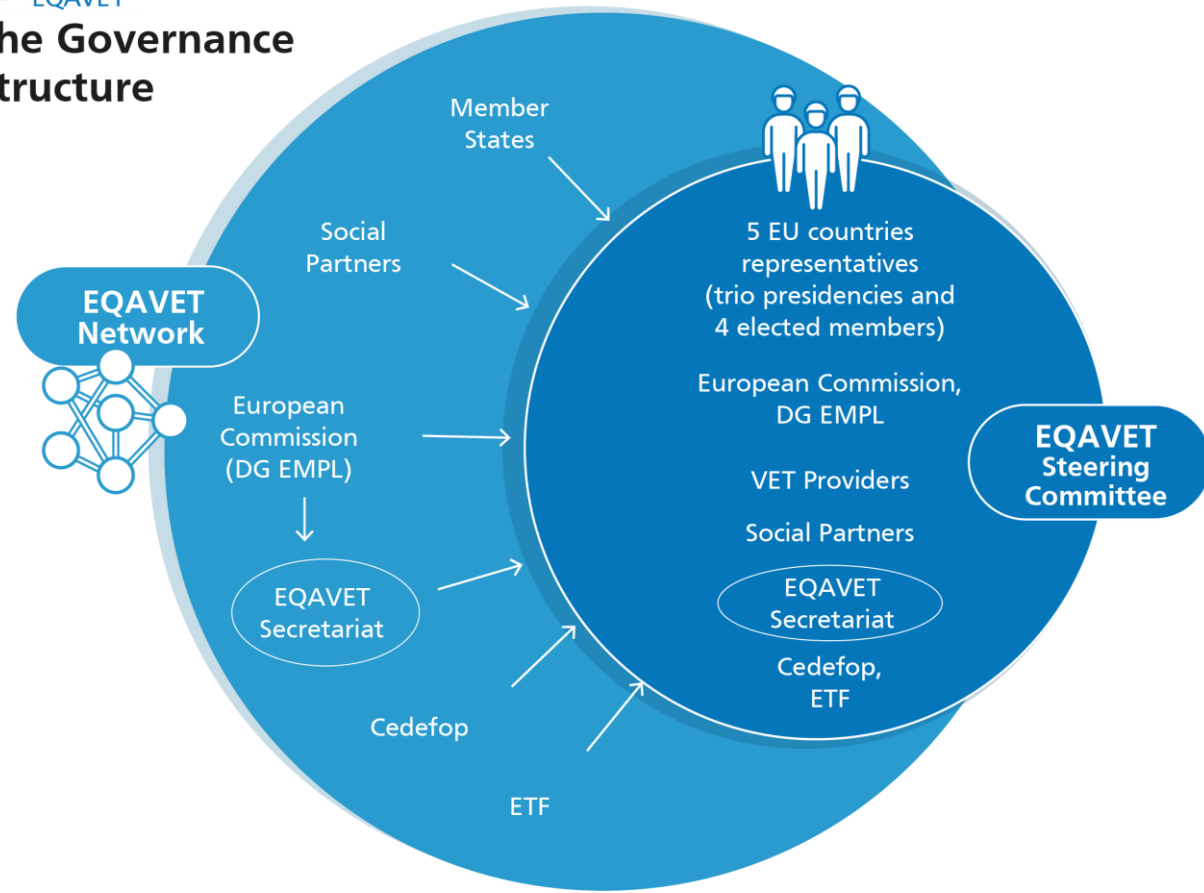 EQAVET
he Governance
tructure
Member
States
Social
Partners
EQAVET
Network
European
Commission
(DG EMPL)
EQAVET
Secretariat
Cedefop
ETF
5 EU countries
representatives
(trio presidencies and
4 elected members)
European Commission,
DG EMPL
VET Providers
Social Partners
EQAVET
Secretariat
Cedefop,
ETF
EQAVET
Steering
Committee